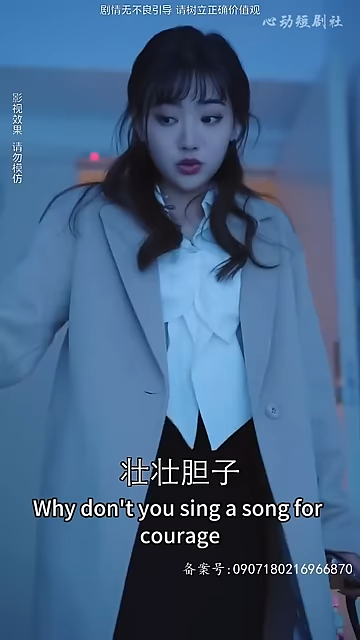 剧情无不良引导 请树立正确价值观
心动短剧社
影视效果 请勿模仿
壮壮胆子
Why don't you sing a song for
courage
备案号:0907180216966870